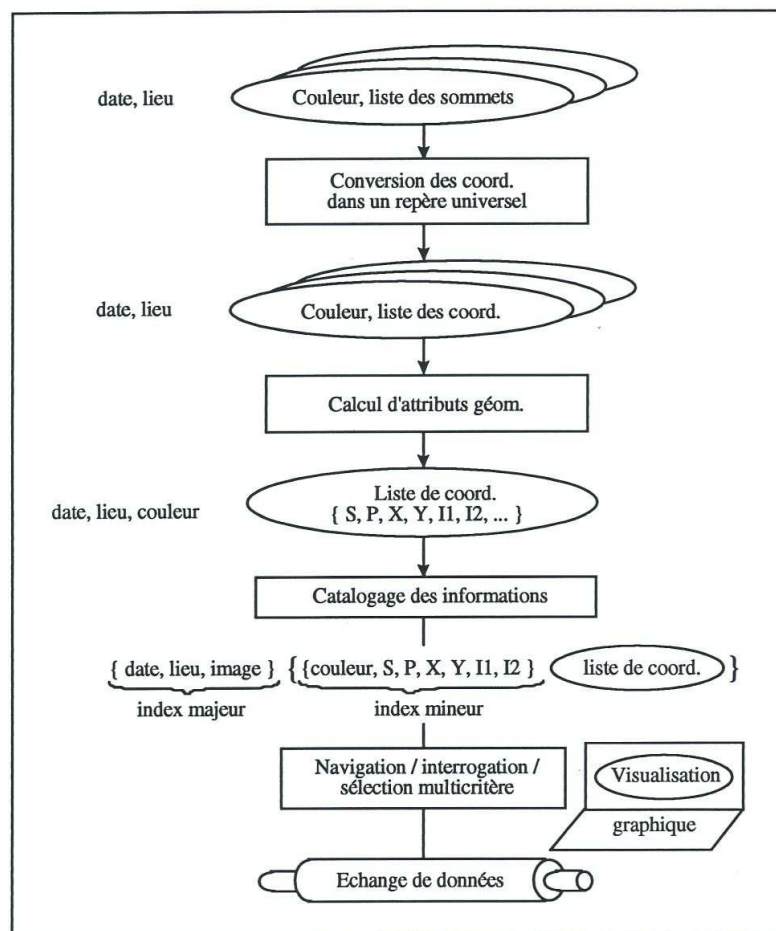 date, lieu
Couleur, liste des sommets
Conversion des coord.
dans un repère universel
date, lieu
Couleur, liste des coord.
Calcul d'attributs géom.
date, lieu, couleur
Liste de coord.
{ S, P, X, Y, I1, I2, ... }
Catalogage des informations
{ date, lieu, image } { {couleur, S, P, X, Y, I1, I2 } liste de coord. }
index majeur index mineur
Navigation / interrogation /
sélection multicritère
Visualisation
graphique
Echange de données